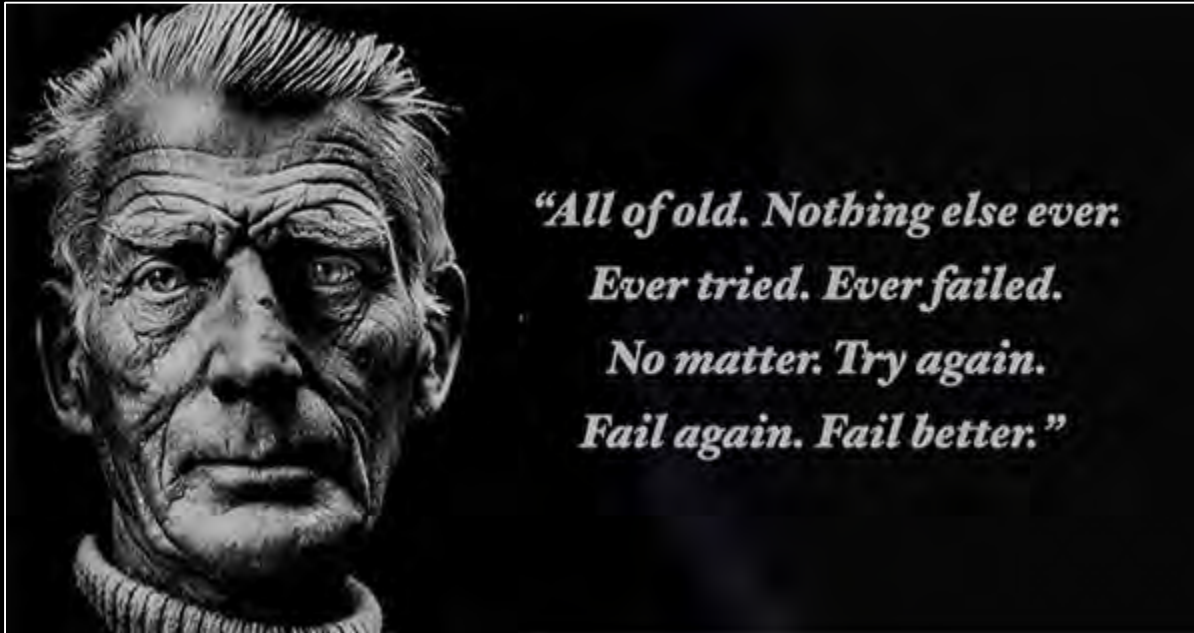 “All of old. Nothing else ever.
Ever tried. Ever failed.
No matter. Try again.
Fail again. Fail better.”